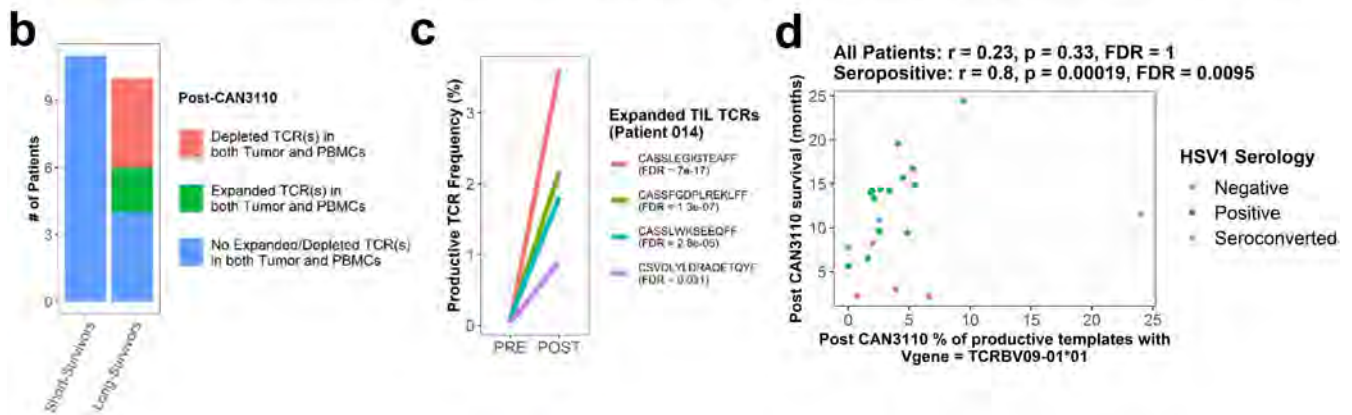 b
# of Patients
9
6
3
0
Short-Survivors
Long-Survivors
Post-CAN3110
Depleted TCR(s) in
both Tumor and PBMCs
Expanded TCR(s) in
both Tumor and PBMCs
No Expanded/Depleted TCR(s)
in both Tumor and PBMCs
c
Productive TCR Frequency (%)
3
2
1
0
PRE POST
Expanded TIL TCRs
(Patient 014)
CASSLEGIGTEAFF
(FDR = 7e-17)
CASSFGDPLREKLFF
(FDR = 1.3e-07)
CASSLWKSEEQFF
(FDR = 2.8e-05)
(FDR = 0.031)
d
All Patients: r = 0.23, p = 0.33, FDR = 1
Seropositive: r = 0.8, p = 0.00019, FDR = 0.0095
Post CAN3110 survival (months)
25
20
15
10
5
0 5 10 15 20 25
Post CAN3110 % of productive templates with
Vgene = TCRBV09-01*01
HSV1 Serology
Negative
Positive
Seroconverted